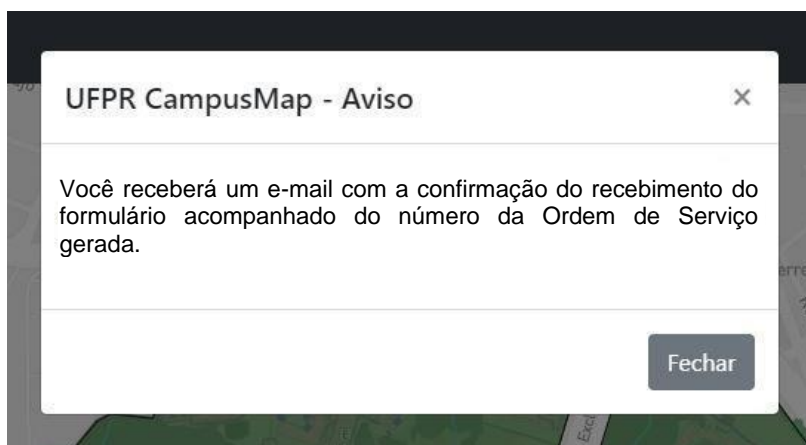 UFPR CampusMap - Aviso ×
Você receberá um e-mail com a confirmação do recebimento do
formulário acompanhado do número da Ordem de Serviço
gerada.
Fechar